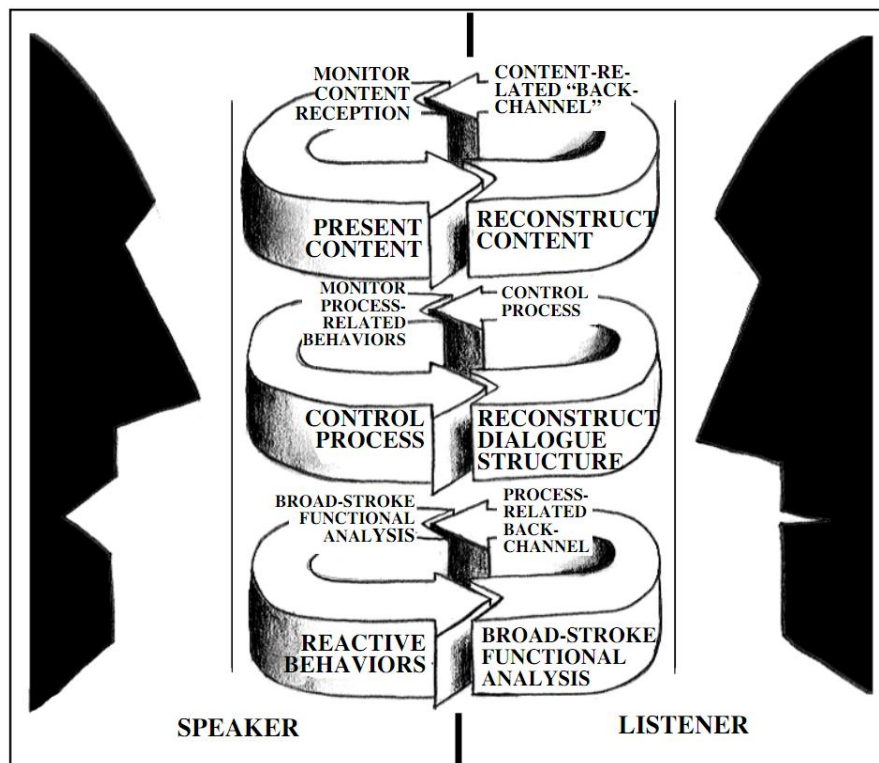 MONITOR
CONTENT
RECEPTION
CONTENT-RE-
LATED “BACK-
CHANNEL”
PRESENT
CONTENT
RECONSTRUCT
CONTENT
MONITOR
PROCESS-
RELATED
BEHAVIORS
CONTROL
PROCESS
CONTROL
PROCESS
RECONSTRUCT
DIALOGUE
STRUCTURE
BROAD-STROKE
FUNCTIONAL
ANALYSIS
PROCESS-
RELATED
BACK-
CHANNEL
REACTIVE
BEHAVIORS
BROAD-STROKE
FUNCTIONAL
ANALYSIS
SPEAKER
LISTENER